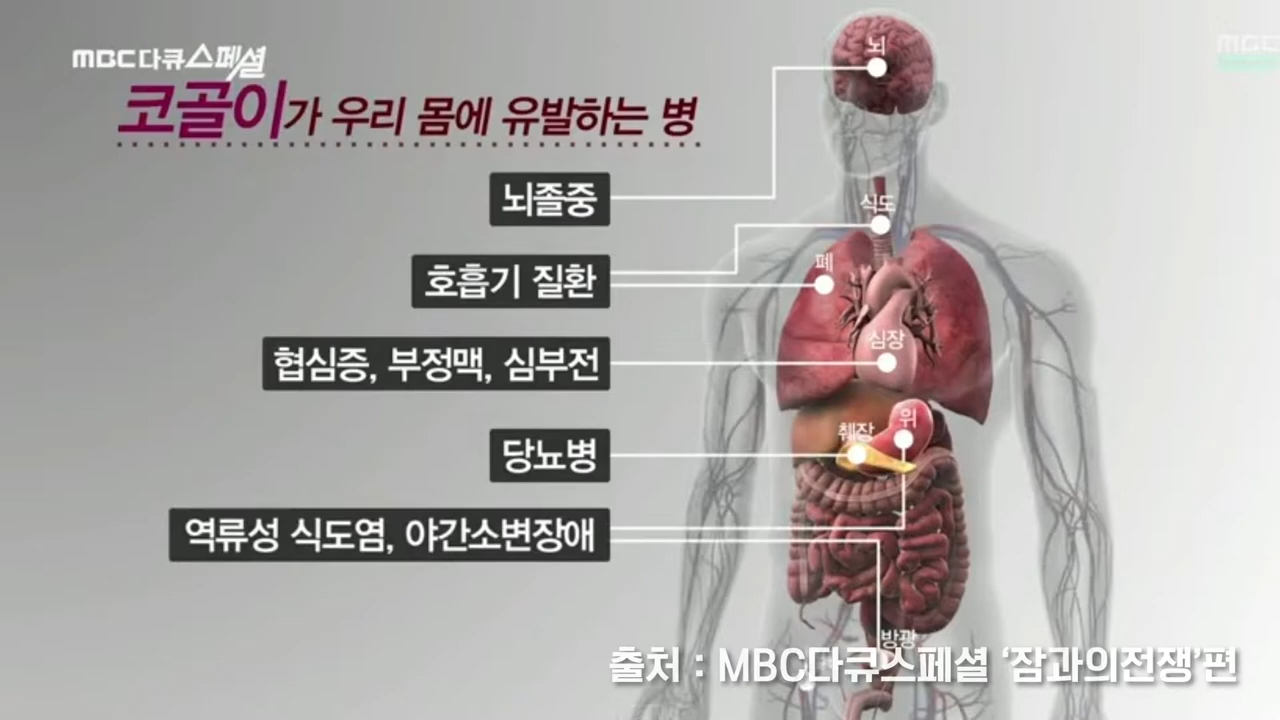 MBC다큐스페셜
코골이가 우리 몸에 유발하는 병
뇌
뇌졸중
식도
호흡기 질환
폐
심장
협심증, 부정맥, 심부전
위
췌장
당뇨병
역류성 식도염, 야간소변장애
방광
출처 : MBC다큐스페셜 ‘잠과의전쟁’편
MBC